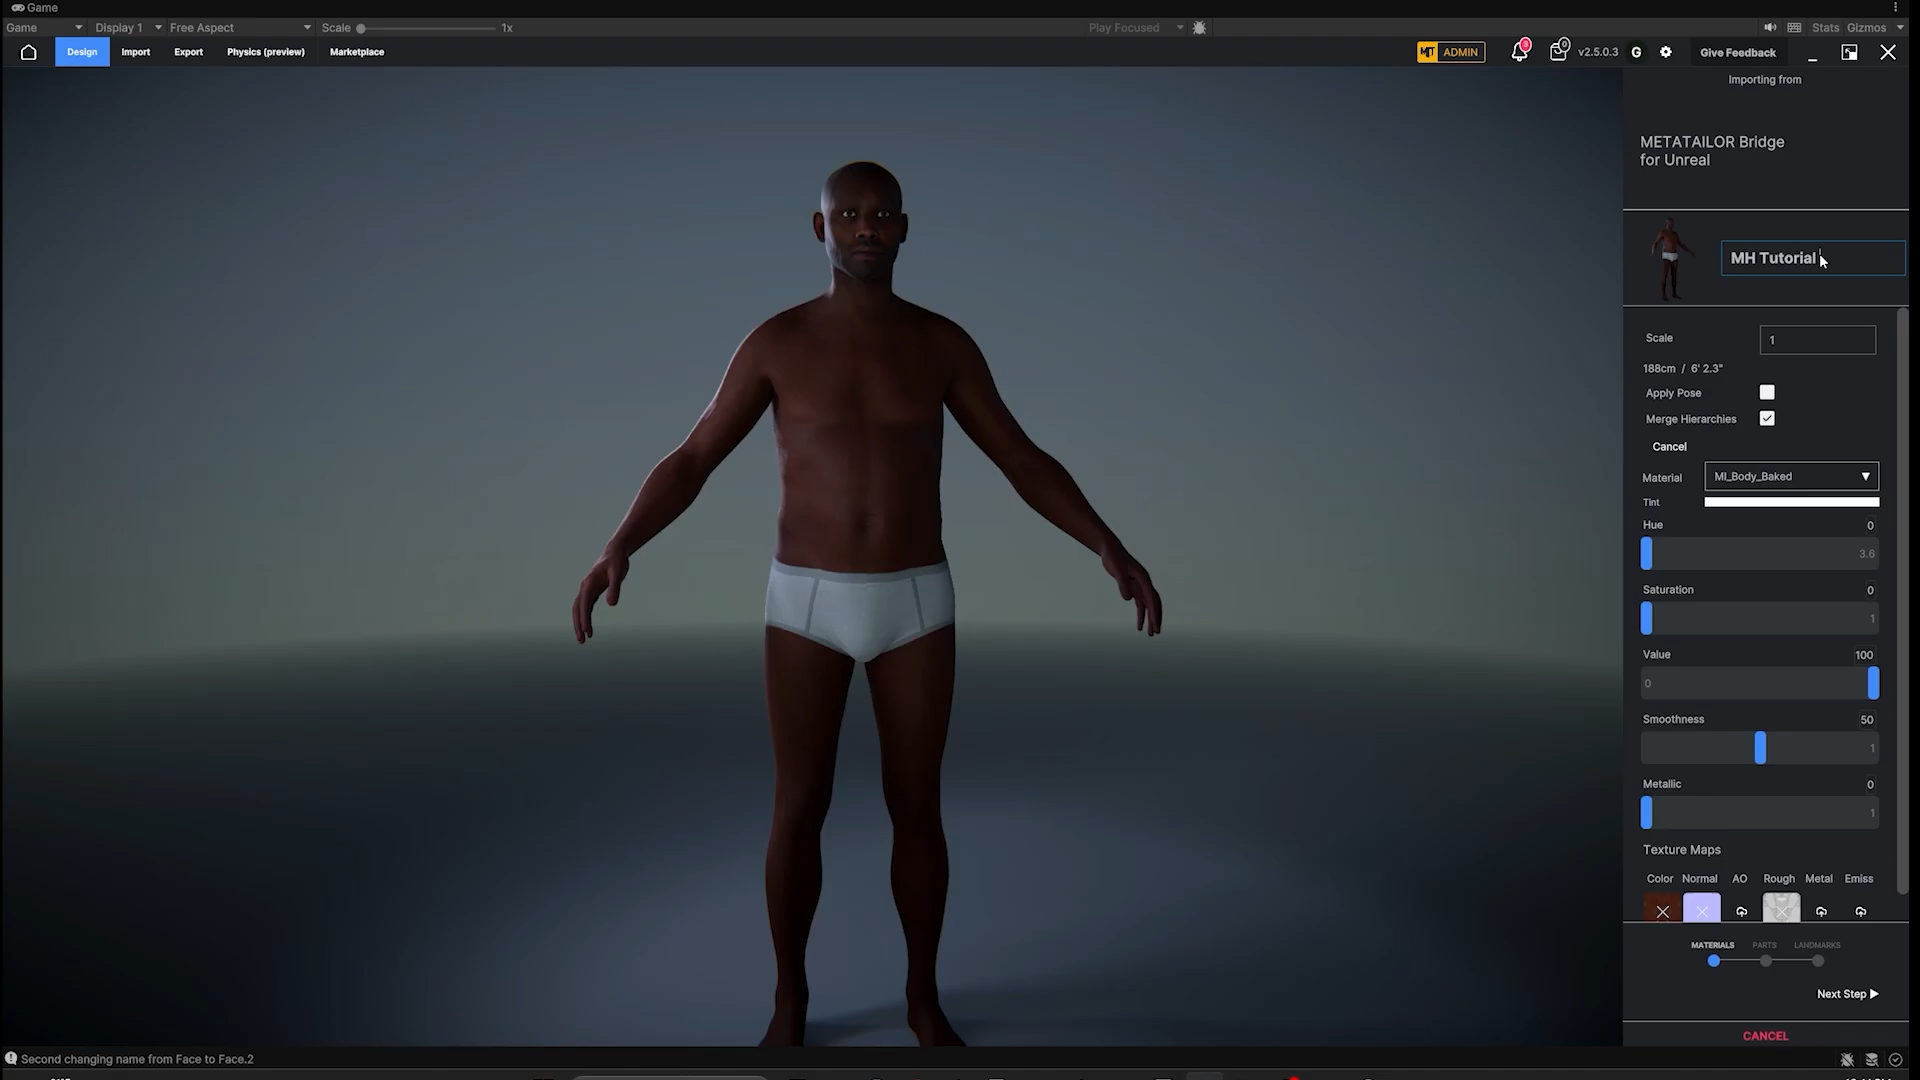 Game
Game Display 1 Free Aspect Scale 1x Play Focused Stats Gizmos
Design Import Export Physics (preview) Marketplace MT ADMIN 0 v2.5.0.3 G Give Feedback
Importing from
METATAILOR Bridge
for Unreal
MH Tutorial
Scale 1
188cm / 6' 2.3"
Apply Pose
Merge Hierarchies
Cancel
Material MI_Body_Baked
Tint
Hue 0
3.6
Saturation 0
1
Value 100
0
Smoothness 50
1
Metallic 0
1
Texture Maps
Color Normal AO Rough Metal Emiss
MATERIALS PARTS LANDMARKS
Next Step
CANCEL
Second changing name from Face to Face.2